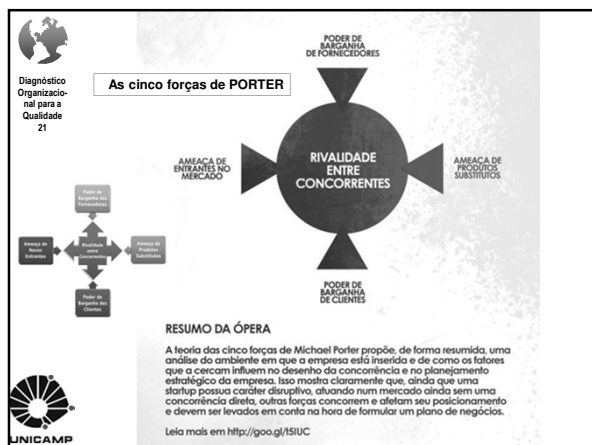 Diagnóstico
Organizacio-
nal para a
Qualidade
21
As cinco forças de PORTER
PODER DE
BARGANHA
DE FORNECEDORES
AMEAÇA DE
ENTRANTES NO
MERCADO
RIVALIDADE
ENTRE
CONCORRENTES
AMEAÇA DE
PRODUTOS
SUBSTITUTOS
PODER DE
BARGANHA
DE CLIENTES
Poder de
Barganha dos
Fornecedores
Ameaça de
Novos
Entrantes
Rivalidade
entre
Concorrentes
Ameaça de
Produtos
Substitutos
Poder de
Barganha dos
Clientes
RESUMO DA ÓPERA
A teoria das cinco forças de Michael Porter propõe, de forma resumida, uma
análise do ambiente em que a empresa está inserida e de como os fatores
que a cercam influem no desenho da concorrência e no planejamento
estratégico da empresa. Isso mostra claramente que, ainda que uma
startup possua caráter disruptivo, atuando num mercado ainda sem uma
concorrência direta, outras forças concorrem e afetam seu posicionamento
e devem ser levados em conta na hora de formular um plano de negócios.
Leia mais em http://goo.gl/I5IUC
UNICAMP